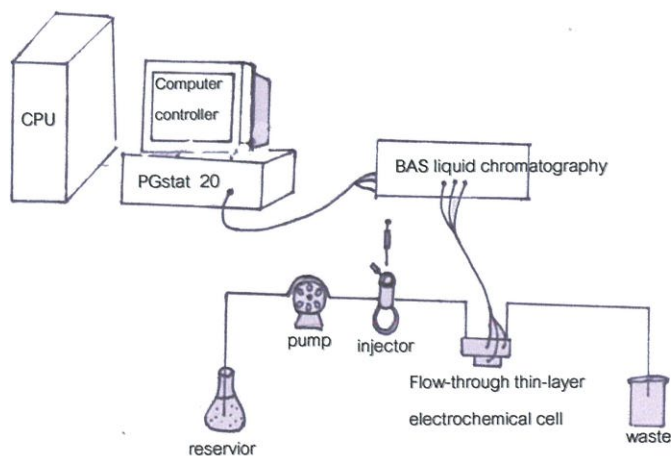 Computer
controller
CPU
PGstat 20
BAS liquid chromatography
pump
injector
Flow-through thin-layer
electrochemical cell
reservior
waste